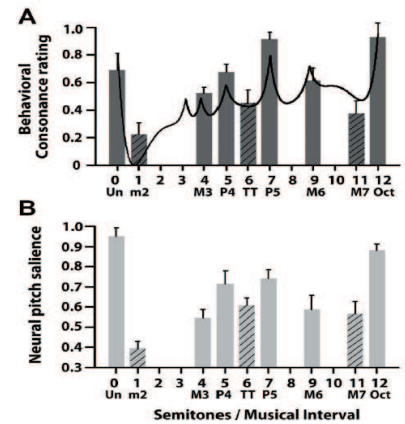 A
Behavioral
Consonance rating
1.0
0.8
0.6
0.4
0.2
0
0 1 2 3 4 5 6 7 8 9 10 11 12
Un m2 M3 P4 TT P5 M6 M7 Oct
B
Neural pitch salience
1.0
0.9
0.8
0.7
0.6
0.5
0.4
0.3
0 1 2 3 4 5 6 7 8 9 10 11 12
Un m2 M3 P4 TT P5 M6 M7 Oct
Semitones / Musical Interval